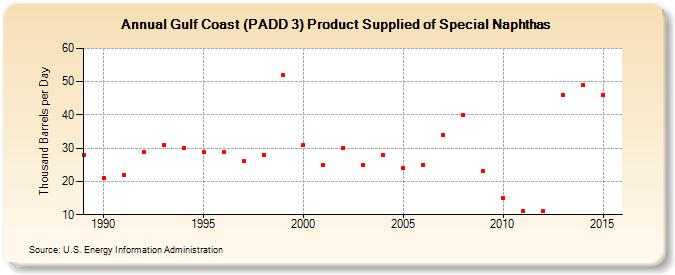 Annual Gulf Coast (PADD 3) Product Supplied of Special Naphthas
Thousand Barrels per Day
60
50
40
30
20
10
1990 1995 2000 2005 2010 2015
Source: U.S. Energy Information Administration